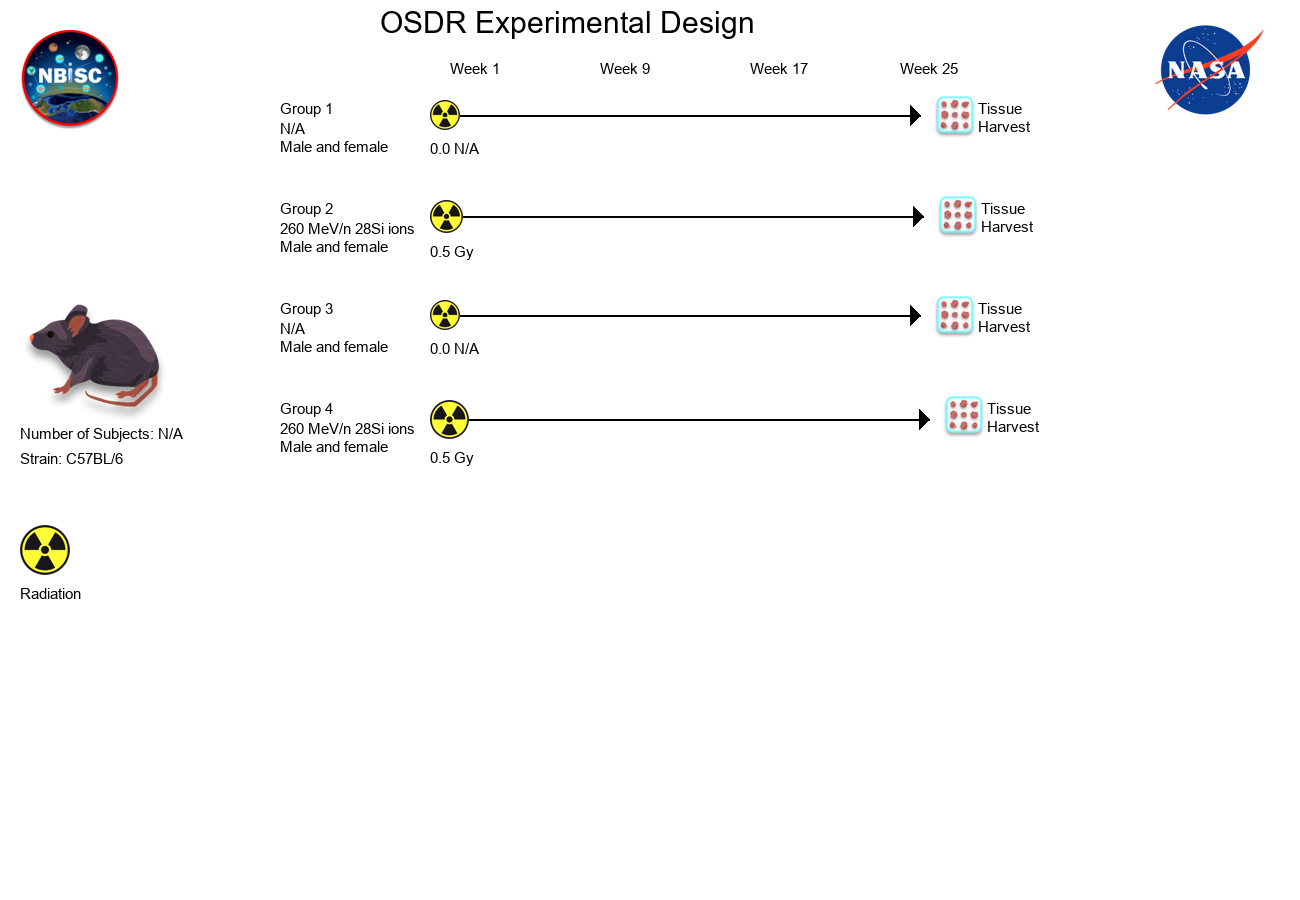 OSDR Experimental Design
NBISC
NASA
Week 1 Week 9 Week 17 Week 25
Group 1
N/A
Male and female
0.0 N/A
Tissue
Harvest
Group 2
260 MeV/n 28Si ions
Male and female
0.5 Gy
Tissue
Harvest
Group 3
N/A
Male and female
0.0 N/A
Tissue
Harvest
Group 4
260 MeV/n 28Si ions
Male and female
0.5 Gy
Tissue
Harvest
Number of Subjects: N/A
Strain: C57BL/6
Radiation